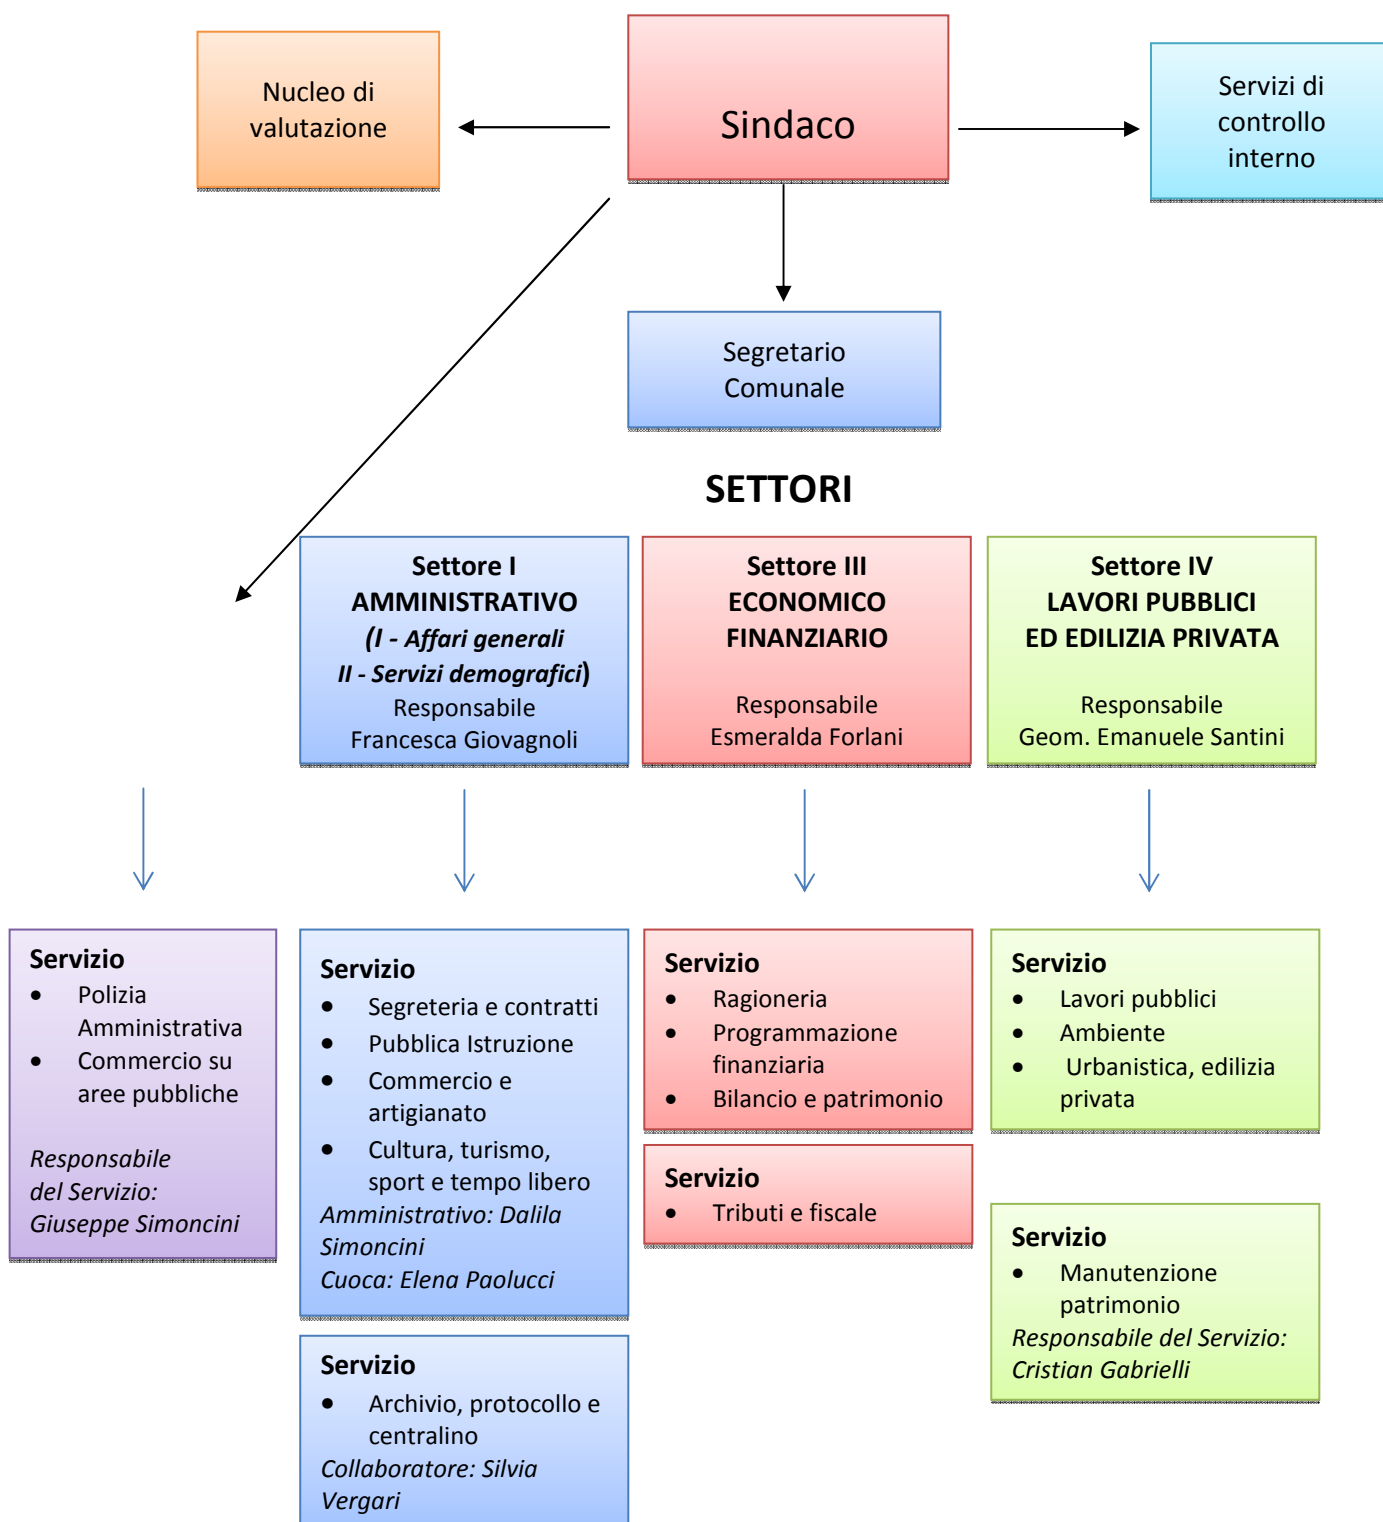 Nucleo di
valutazione
Sindaco
Servizi di
controllo
interno
Segretario
Comunale
SETTORI
Settore I
AMMINISTRATIVO
(I - Affari generali
II - Servizi demografici)
Responsabile
Francesca Giovagnoli
Settore III
ECONOMICO
FINANZIARIO
Responsabile
Esmeralda Forlani
Settore IV
LAVORI PUBBLICI
ED EDILIZIA PRIVATA
Responsabile
Geom. Emanuele Santini
Servizio
• Polizia
Amministrativa
• Commercio su
aree pubbliche
Responsabile
del Servizio:
Giuseppe Simoncini
Servizio
• Segreteria e contratti
• Pubblica Istruzione
• Commercio e
artigianato
• Cultura, turismo,
sport e tempo libero
Amministrativo: Dalila
Simoncini
Cuoca: Elena Paolucci
Servizio
• Archivio, protocollo e
centralino
Collaboratore: Silvia
Vergari
Servizio
• Ragioneria
• Programmazione
finanziaria
• Bilancio e patrimonio
Servizio
• Tributi e fiscale
Servizio
• Lavori pubblici
• Ambiente
• Urbanistica, edilizia
privata
Servizio
• Manutenzione
patrimonio
Responsabile del Servizio:
Cristian Gabrielli